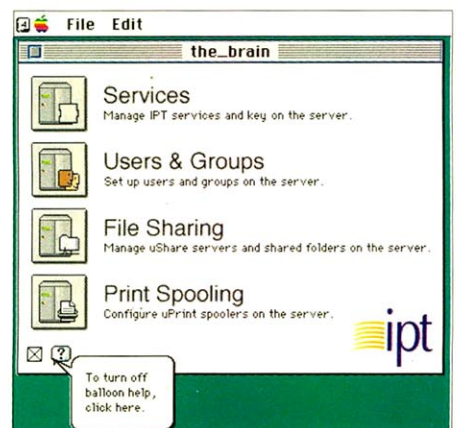 File Edit
the_brain
Services
Manage IPT services and key on the server.
Users & Groups
Set up users and groups on the server.
File Sharing
Manage uShare servers and shared folders on the server.
Print Spooling
Configure uPrint spoolers on the server.
ipt
?
To turn off
balloon help,
click here.